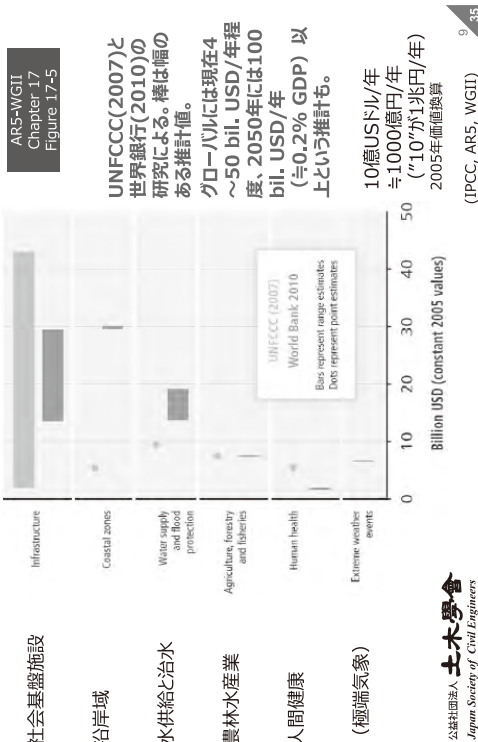 AR5-WGII
Chapter 17
Figure 17-5
UNFCCC(2007)と
世界銀行(2010)の
研究による。棒は幅の
ある推計値。
グローバルには現在4
～50 bil. USD/年程
度、2050年には100
bil. USD/年
(≒0.2% GDP) 以
上という推計も。
10億USドル/年
≒1000億円/年
("10"が1兆円/年)
2005年価値換算
(IPCC, AR5, WGII)
9
35
社会基盤施設
沿岸域
水供給と治水
農林水産業
人間健康
(極端気象)
Infrastructure
Coastal zones
Water supply
and flood
protection
Agriculture, forestry
and fisheries
Human health
Extreme weather
events
UNFCCC (2007)
World Bank 2010
Bars represent range estimates
Dots represent point estimates
0 10 20 30 40 50
Billion USD (constant 2005 values)
公益社団法人 土木學會
Japan Society of Civil Engineers